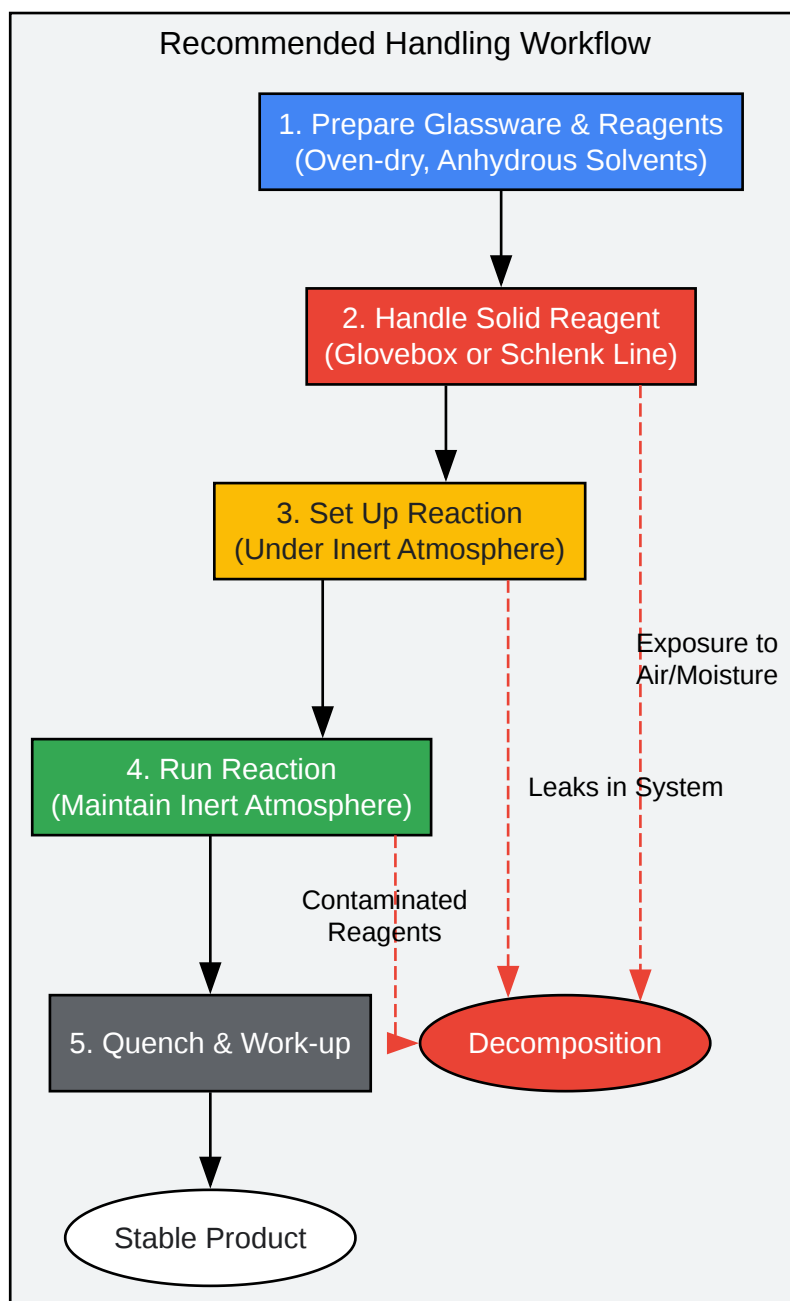 Recommended Handling Workflow
1. Prepare Glassware & Reagents
(Oven-dry, Anhydrous Solvents)
2. Handle Solid Reagent
(Glovebox or Schlenk Line)
3. Set Up Reaction
(Under Inert Atmosphere)
Exposure to
Air/Moisture
4. Run Reaction
(Maintain Inert Atmosphere)
Leaks in System
Contaminated
Reagents
5. Quench & Work-up
Decomposition
Stable Product